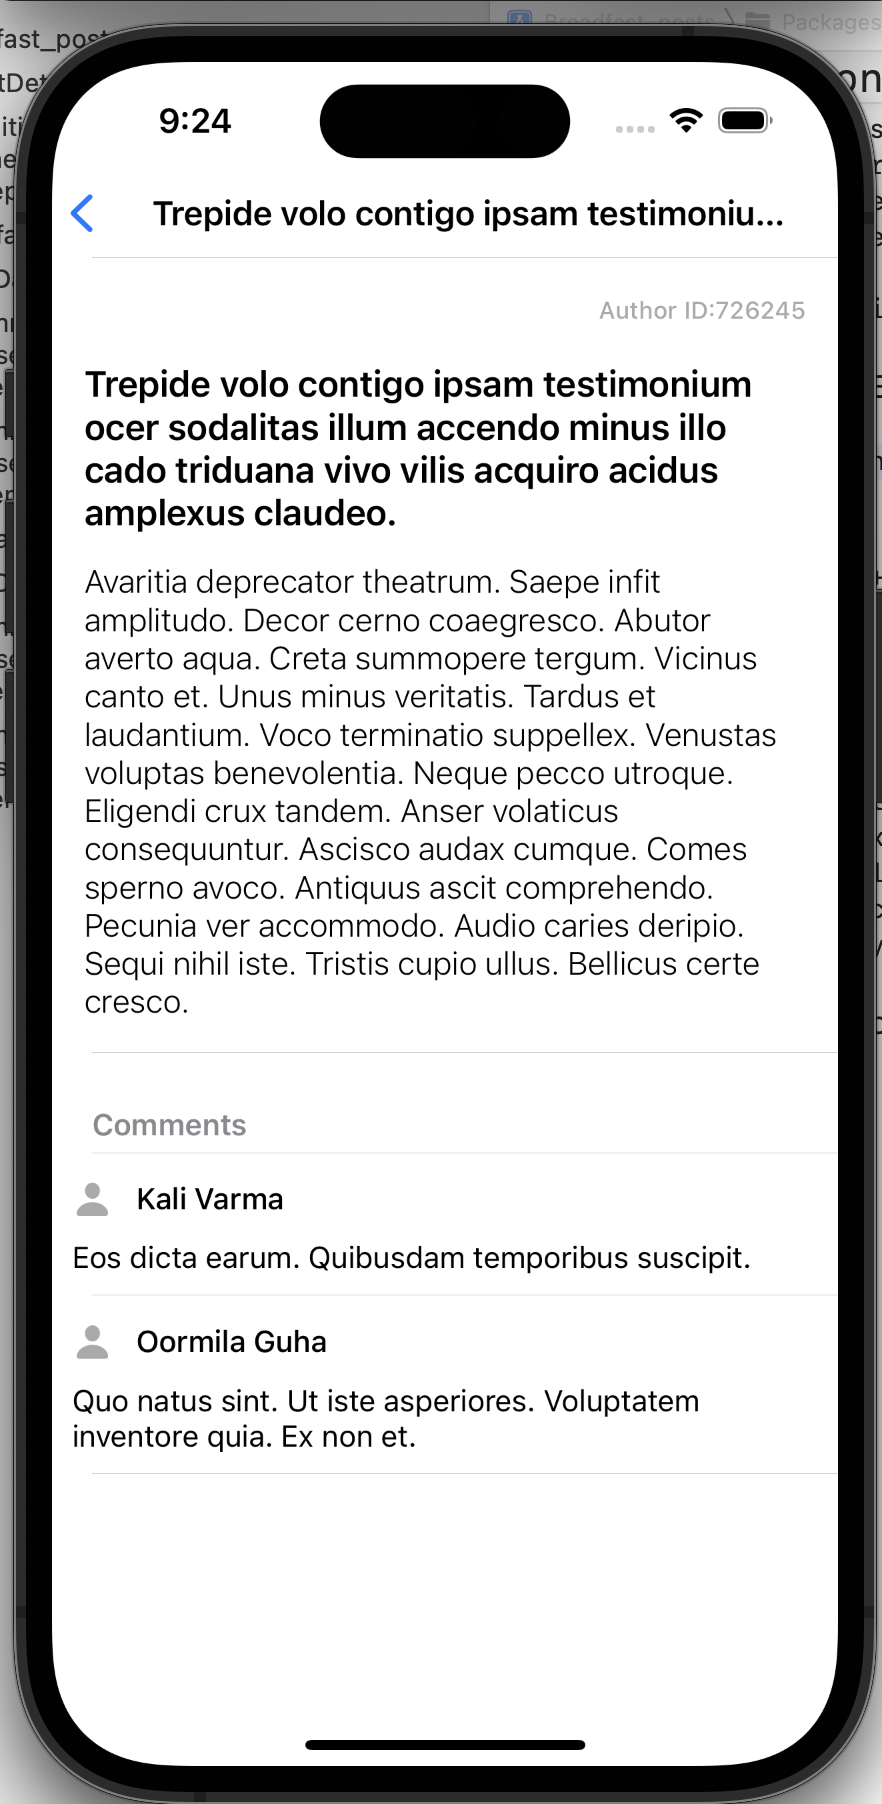 Broadfast_posts
Packages
fast_post
9:24
Trepide volo contigo ipsam testimoniu...
Author ID:726245
Trepide volo contigo ipsam testimonium
ocer sodalitas illum accendo minus illo
cado triduana vivo vilis acquiro acidus
amplexus claudeo.
Avaritia deprecator theatrum. Saepe infit
amplitudo. Decor cerno coaegresco. Abutor
averto aqua. Creta summopere tergum. Vicinus
canto et. Unus minus veritatis. Tardus et
laudantium. Voco terminatio suppellex. Venustas
voluptas benevolentia. Neque pecco utroque.
Eligendi crux tandem. Anser volaticus
consequuntur. Ascisco audax cumque. Comes
sperno avoco. Antiquus ascit comprehendo.
Pecunia ver accommodo. Audio caries deripio.
Sequi nihil iste. Tristis cupio ullus. Bellicus certe
cresco.
Comments
Kali Varma
Eos dicta earum. Quibusdam temporibus suscipit.
Oormila Guha
Quo natus sint. Ut iste asperiores. Voluptatem
inventore quia. Ex non et.